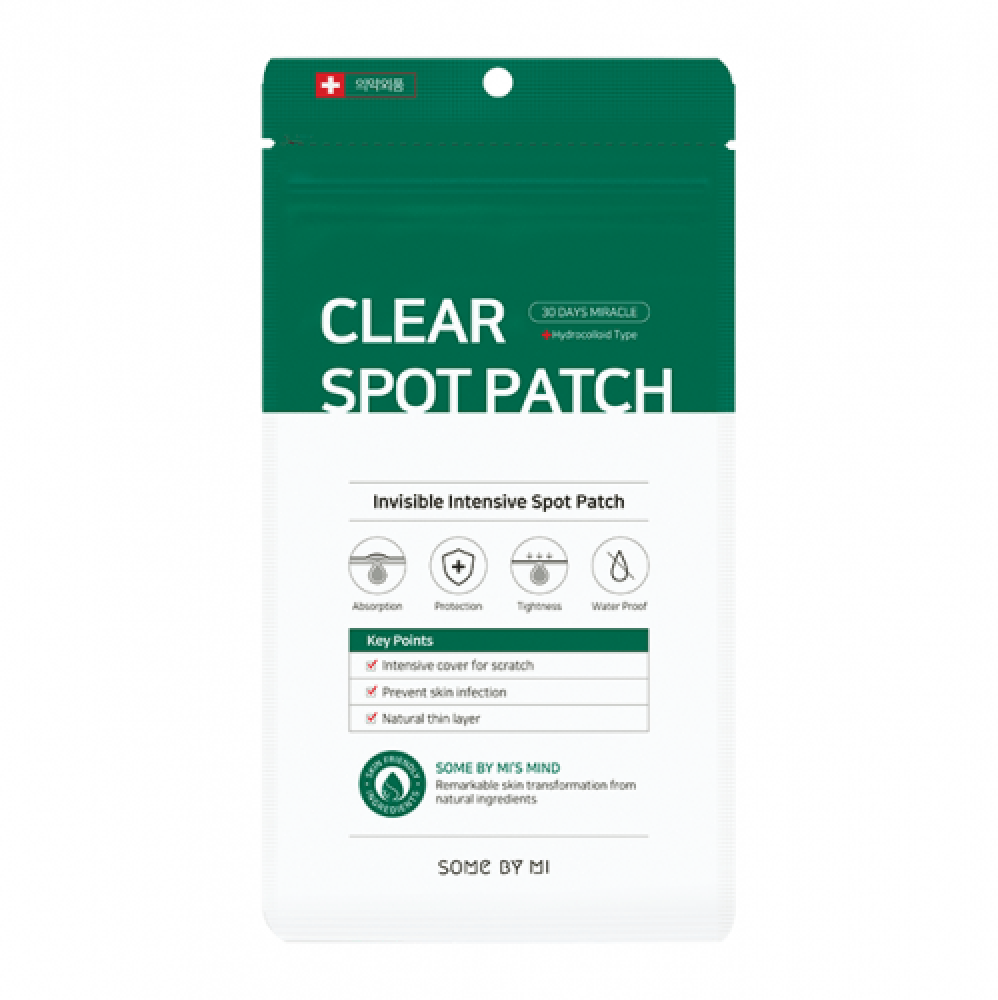 의약외품
CLEAR
30 DAYS MIRACLE
Hydrocolloid Type
SPOT PATCH
Invisible Intensive Spot Patch
Absorption Protection Tightness Water Proof
Key Points
Intensive cover for scratch
Prevent skin infection
Natural thin layer
SKIN FRIENDLY
INGREDIENTS
SOME BY MI'S MIND
Remarkable skin transformation from
natural ingredients
SOME BY MI